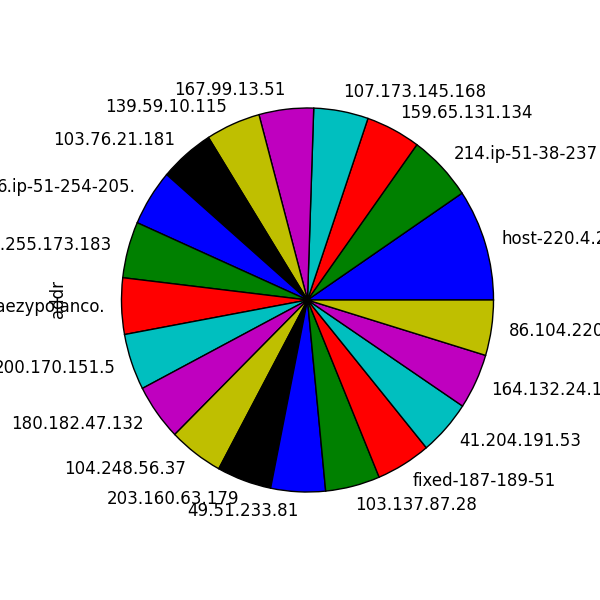 167.99.13.51
107.173.145.168
139.59.10.115
159.65.131.134
103.76.21.181
214.ip-51-38-237
6.ip-51-254-205.
host-220.4.2
.255.173.183
addr
aezypolanco.
86.104.220
200.170.151.5
164.132.24.1
180.182.47.132
41.204.191.53
104.248.56.37
fixed-187-189-51
203.160.63.179
103.137.87.28
49.51.233.81